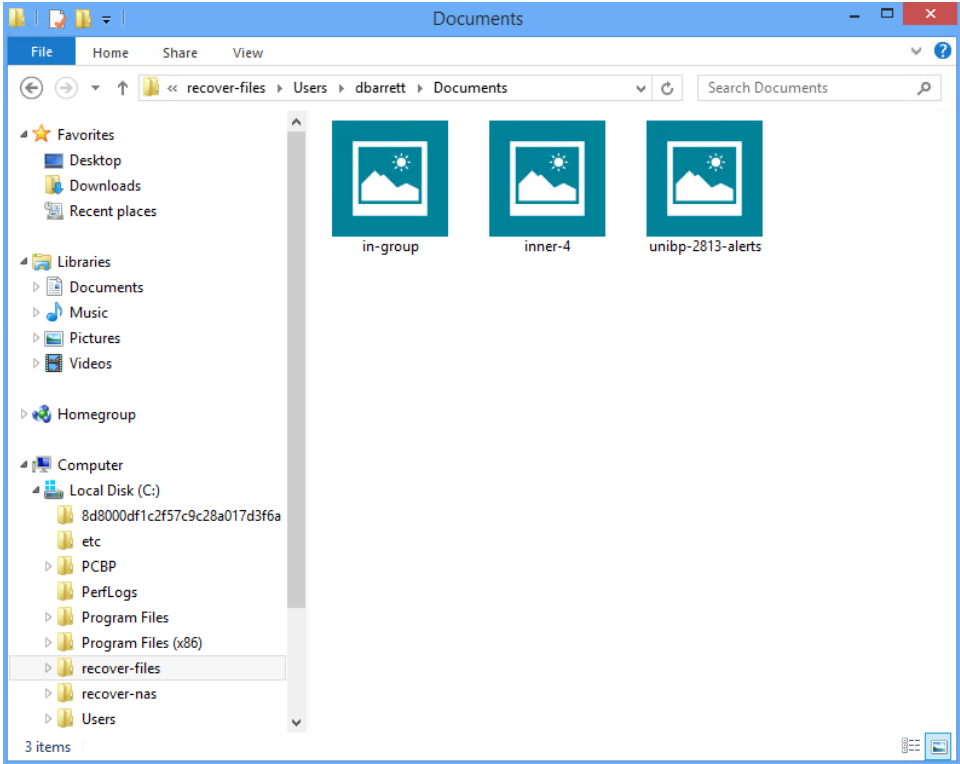 Documents
File Home Share View
« recover-files Users dbarrett Documents
Search Documents
Favorites
Desktop
Downloads
Recent places
Libraries
Documents
Music
Pictures
Videos
Homegroup
Computer
Local Disk (C:)
8d8000df1c2f57c9c28a017d3f6a
etc
PCBP
PerfLogs
Program Files
Program Files (x86)
recover-files
recover-nas
Users
in-group inner-4 unibp-2813-alerts
3 items